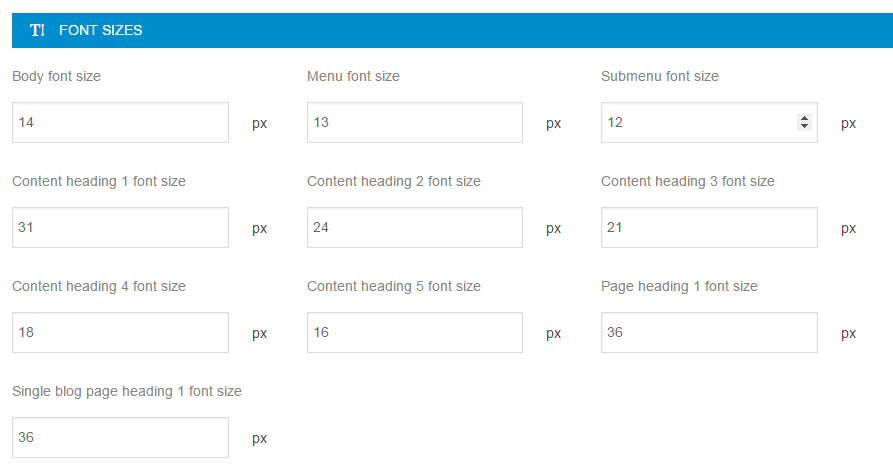 FONT SIZES
Body font size Menu font size Submenu font size
14 px 13 px 12 px
Content heading 1 font size Content heading 2 font size Content heading 3 font size
31 px 24 px 21 px
Content heading 4 font size Content heading 5 font size Page heading 1 font size
18 px 16 px 36 px
Single blog page heading 1 font size
36 px